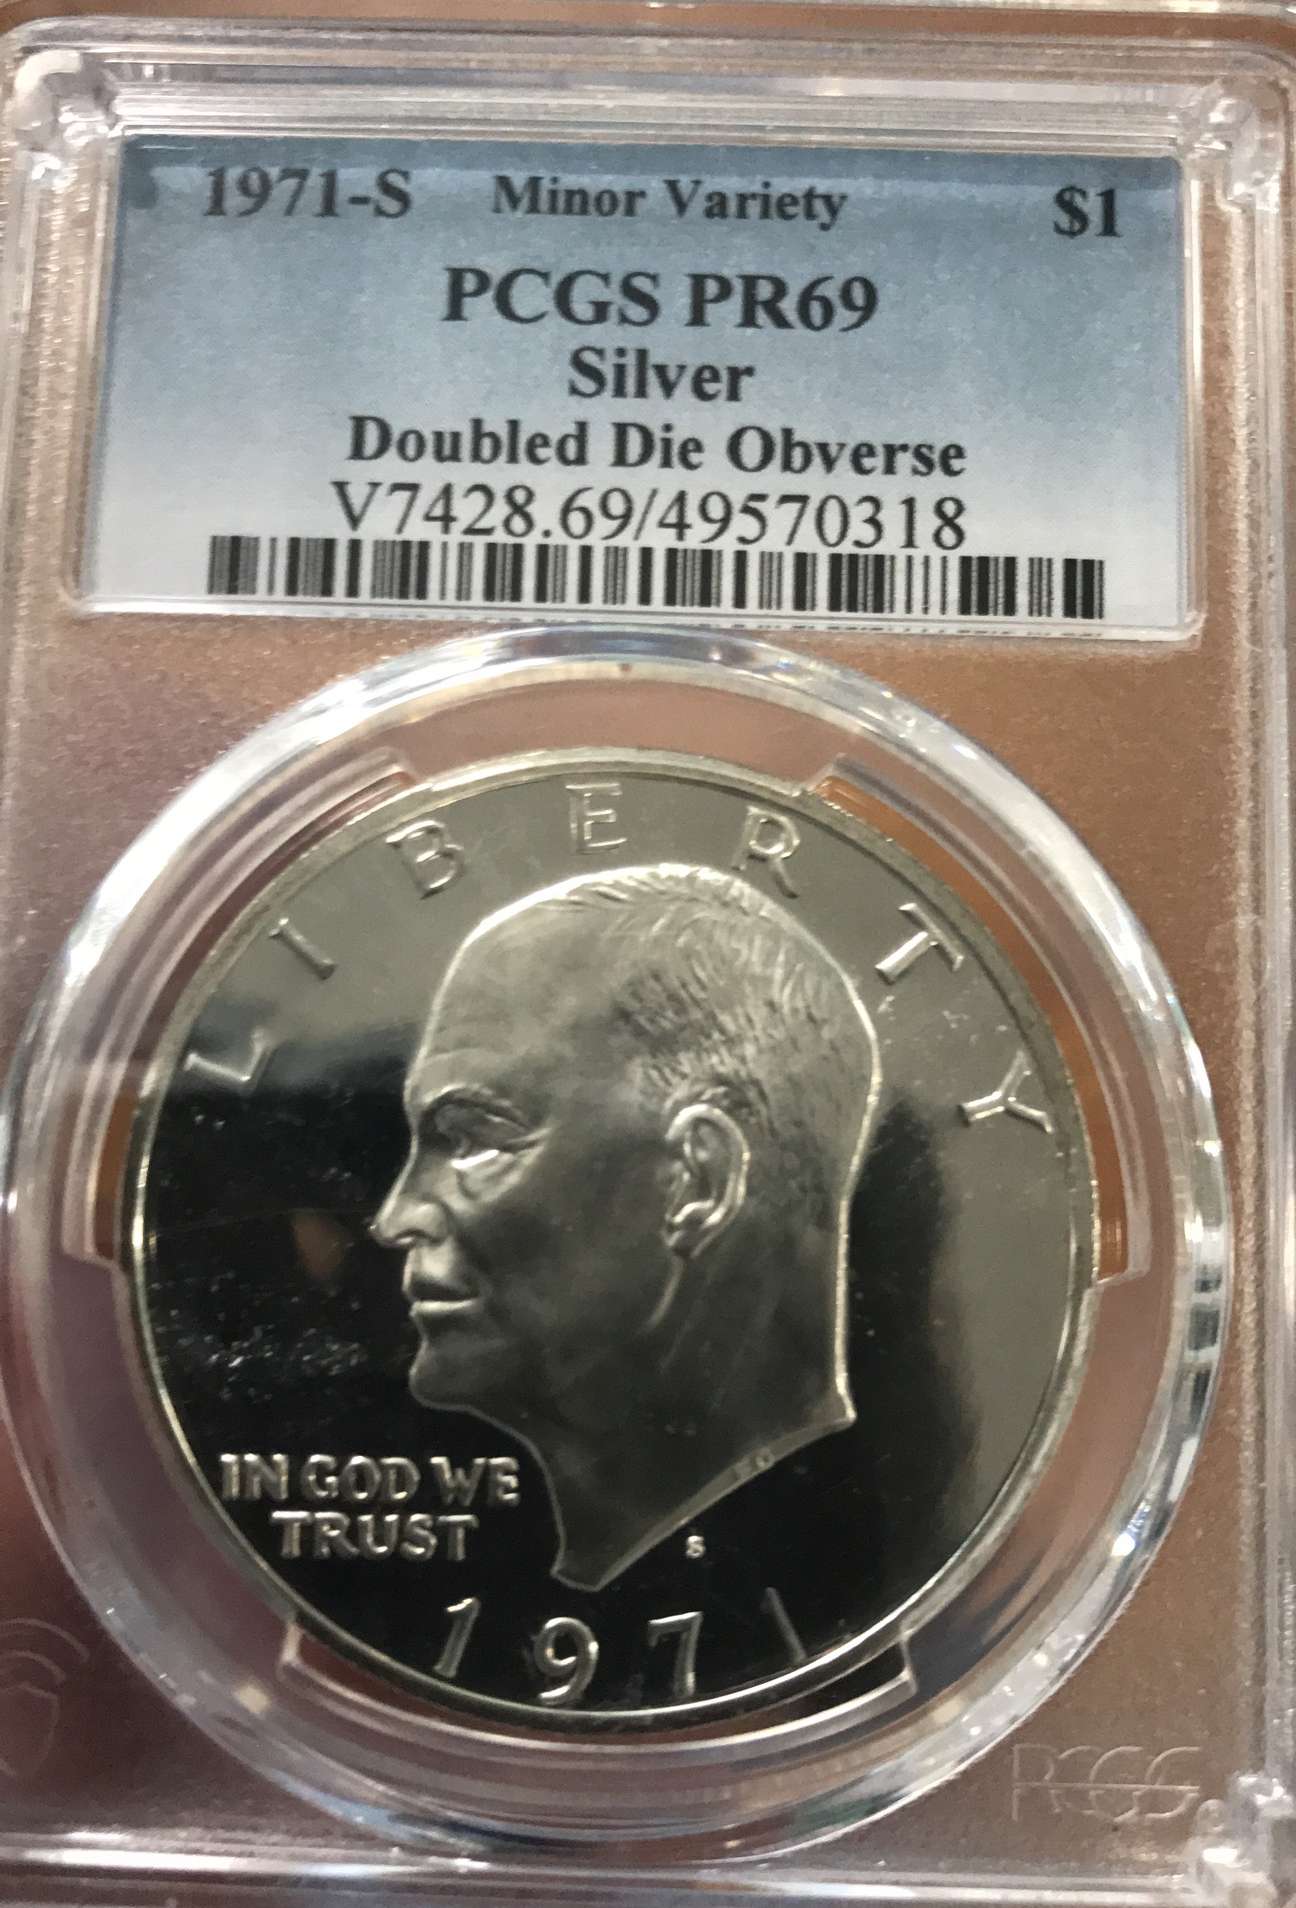 1971-S Minor Variety $1
PCGS PR69
Silver
Doubled Die Obverse
V7428.69/49570318
LIBERTY
IN GOD WE
TRUST
S
1971
PCGS